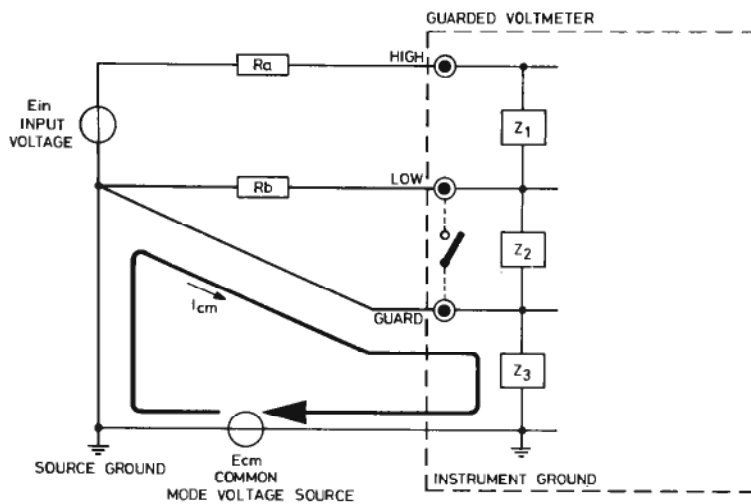 GUARDED VOLTMETER
HIGH
Ra
Ein
INPUT
VOLTAGE
Z1
LOW
Rb
Z2
Icm
GUARD
Z3
SOURCE GROUND
Ecm
COMMON
MODE VOLTAGE SOURCE
INSTRUMENT GROUND